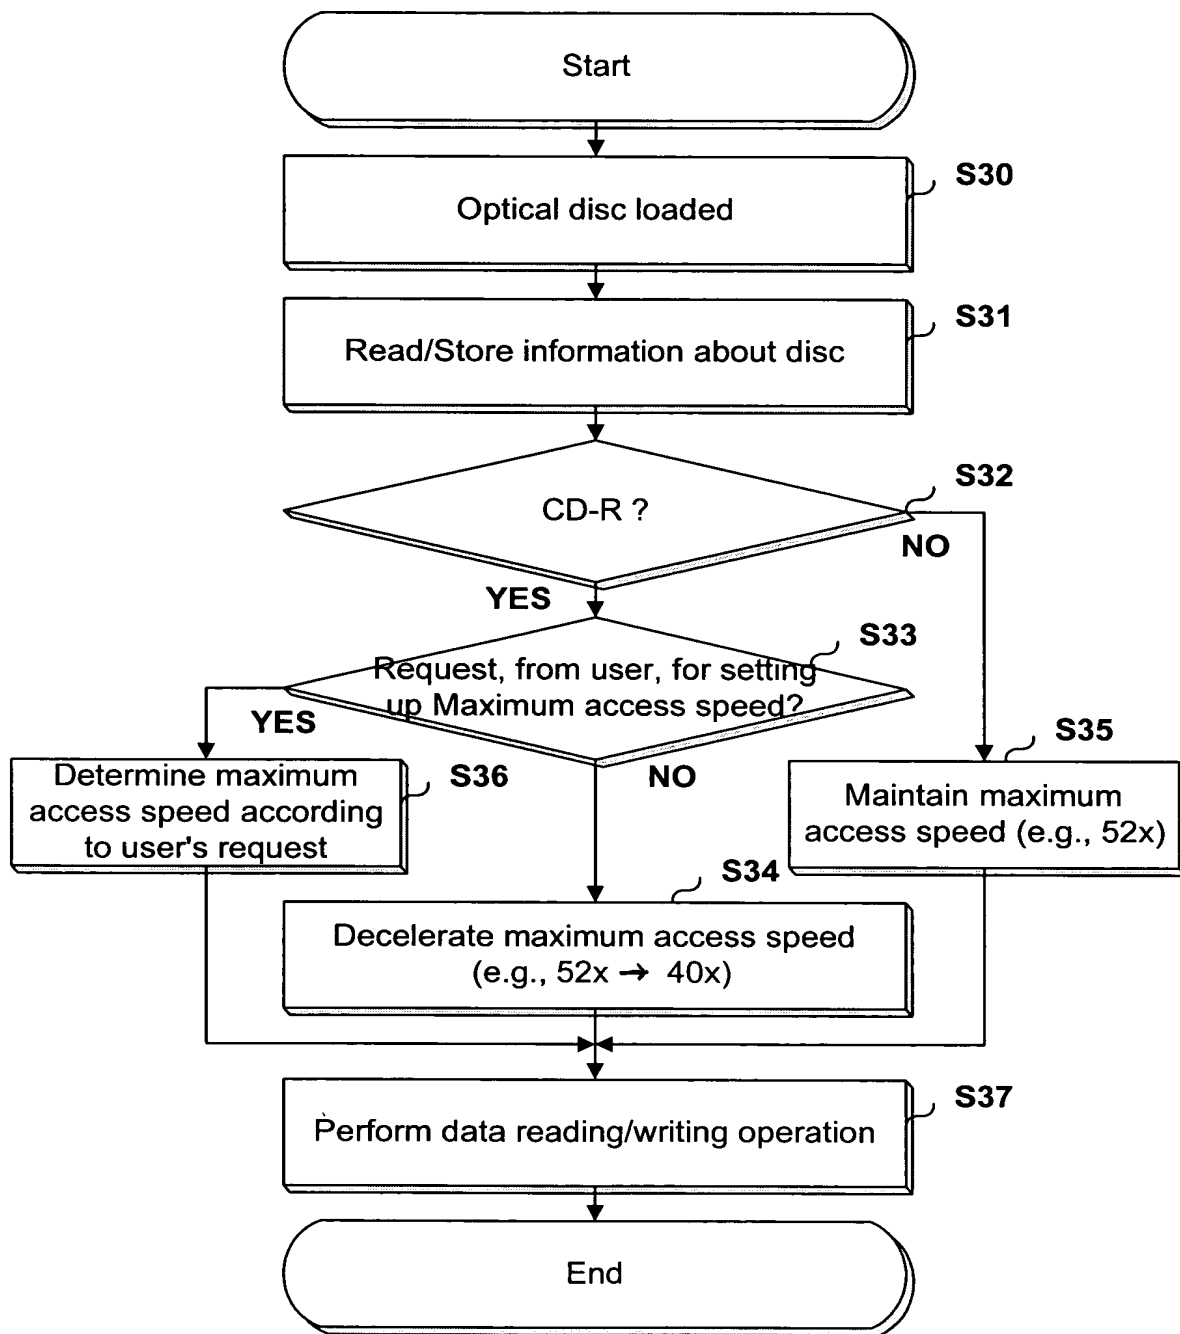 Start
S30
Optical disc loaded
S31
Read/Store information about disc
S32
CD-R ?
NO
YES
S33
Request, from user, for setting
up Maximum access speed?
YES
NO
S35
S36
Determine maximum
access speed according
to user's request
Maintain maximum
access speed (e.g., 52x)
S34
Decelerate maximum access speed
(e.g., 52x → 40x)
S37
Perform data reading/writing operation
End